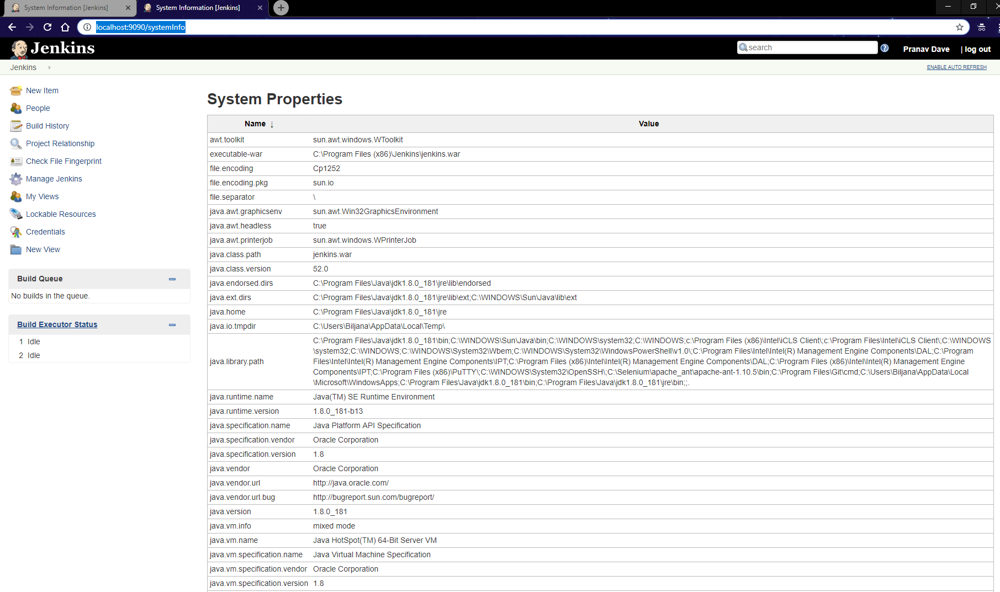 System Information [Jenkins]
System Information [Jenkins]
localhost:9090/systemInfo
Jenkins
search
Pranav Dave
| log out
Jenkins
ENABLE AUTO REFRESH
New Item
People
Build History
Project Relationship
Check File Fingerprint
Manage Jenkins
My Views
Lockable Resources
Credentials
New View
Build Queue
No builds in the queue.
Build Executor Status
1 Idle
2 Idle
System Properties
Name ↓ Value
awt.toolkit sun.awt.windows.WToolkit
executable-war C:\Program Files (x86)\Jenkins\jenkins.war
file.encoding Cp1252
file.encoding.pkg sun.io
file.separator \
java.awt.graphicsenv sun.awt.Win32GraphicsEnvironment
java.awt.headless true
java.awt.printerjob sun.awt.windows.WPrinterJob
java.class.path jenkins.war
java.class.version 52.0
java.endorsed.dirs C:\Program Files\Java\jdk1.8.0_181\jre\lib\endorsed
java.ext.dirs C:\Program Files\Java\jdk1.8.0_181\jre\lib\ext;C:\WINDOWS\Sun\Java\lib\ext
java.home C:\Program Files\Java\jdk1.8.0_181\jre
java.io.tmpdir C:\Users\Biljana\AppData\Local\Temp\
java.library.path
C:\Program Files\Java\jdk1.8.0_181\bin;C:\WINDOWS\Sun\Java\bin;C:\WINDOWS\system32;C:\WINDOWS;c:\Program Files (x86)\Intel\iCLS Client\;c:\Program Files\Intel\iCLS Client\;C:\WINDOWS
\system32;C:\WINDOWS;C:\WINDOWS\System32\Wbem;C:\WINDOWS\System32\WindowsPowerShell\v1.0\;C:\Program Files\Intel\Intel(R) Management Engine Components\DAL;C:\Program
Files\Intel\Intel(R) Management Engine Components\IPT;C:\Program Files (x86)\Intel\Intel(R) Management Engine Components\DAL;C:\Program Files (x86)\Intel\Intel(R) Management Engine
Components\IPT;C:\Program Files (x86)\PuTTY\;C:\WINDOWS\System32\OpenSSH\;C:\Selenium\apache_ant\apache-ant-1.10.5\bin;C:\Program Files\Git\cmd;C:\Users\Biljana\AppData\Local
\Microsoft\WindowsApps;C:\Program Files\Java\jdk1.8.0_181\bin;C:\Program Files\Java\jdk1.8.0_181\jre\bin;;.
java.runtime.name Java(TM) SE Runtime Environment
java.runtime.version 1.8.0_181-b13
java.specification.name Java Platform API Specification
java.specification.vendor Oracle Corporation
java.specification.version 1.8
java.vendor Oracle Corporation
java.vendor.url http://java.oracle.com/
java.vendor.url.bug http://bugreport.sun.com/bugreport/
java.version 1.8.0_181
java.vm.info mixed mode
java.vm.name Java HotSpot(TM) 64-Bit Server VM
java.vm.specification.name Java Virtual Machine Specification
java.vm.specification.vendor Oracle Corporation
java.vm.specification.version 1.8